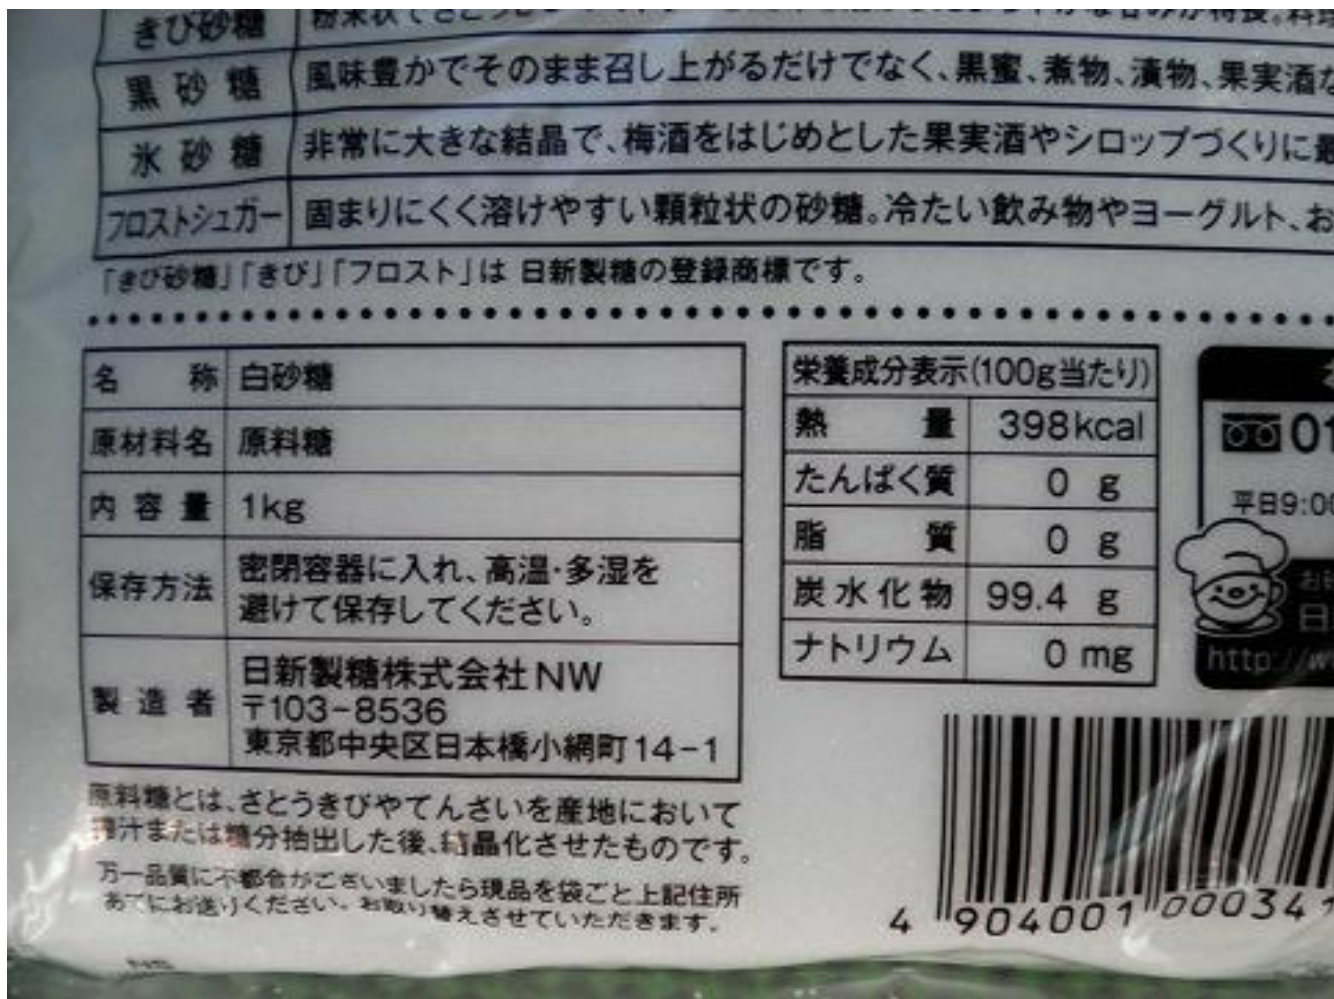 きび砂糖
黒砂糖 風味豊かでそのまま召し上がるだけでなく、黒蜜、煮物、漬物、果実酒な
氷砂糖 非常に大きな結晶で、梅酒をはじめとした果実酒やシロップづくりに最
フロストシュガー 固まりにくく溶けやすい顆粒状の砂糖。冷たい飲み物やヨーグルト、お
「きび砂糖」「きび」「フロスト」は 日新製糖の登録商標です。
名称 白砂糖
原材料名 原料糖
内容量 1kg
保存方法 密閉容器に入れ、高温・多湿を
避けて保存してください。
製造者 日新製糖株式会社NW
〒103-8536
東京都中央区日本橋小網町14-1
栄養成分表示(100g当たり)
熱量 398kcal
たんぱく質 0 g
脂質 0 g
炭水化物 99.4 g
ナトリウム 0 mg
01
平日9:00
日
http://w
原料糖とは、さとうきびやてんさいを産地において
搾汁または糖分抽出した後、結晶化させたものです。
万一品質に不都合がございましたら現品を袋ごと上記住所
あてにお送りください。お取り替えさせていただきます。
4 904001 000341